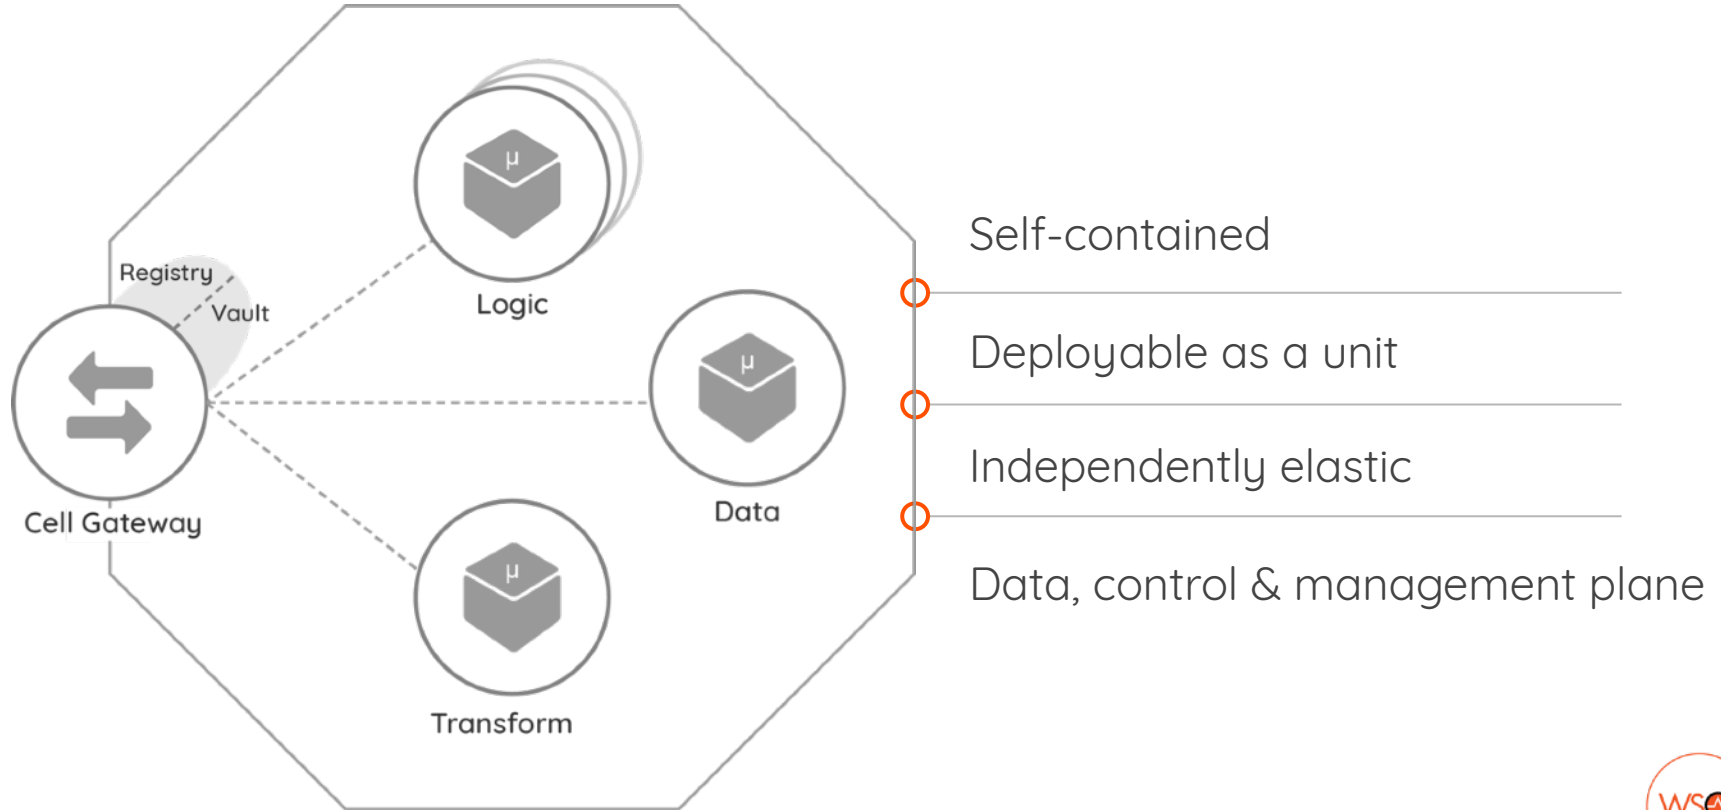 μ
Registry
Vault
Logic
μ
Data
Cell Gateway
μ
Transform
Self-contained
Deployable as a unit
Independently elastic
Data, control & management plane